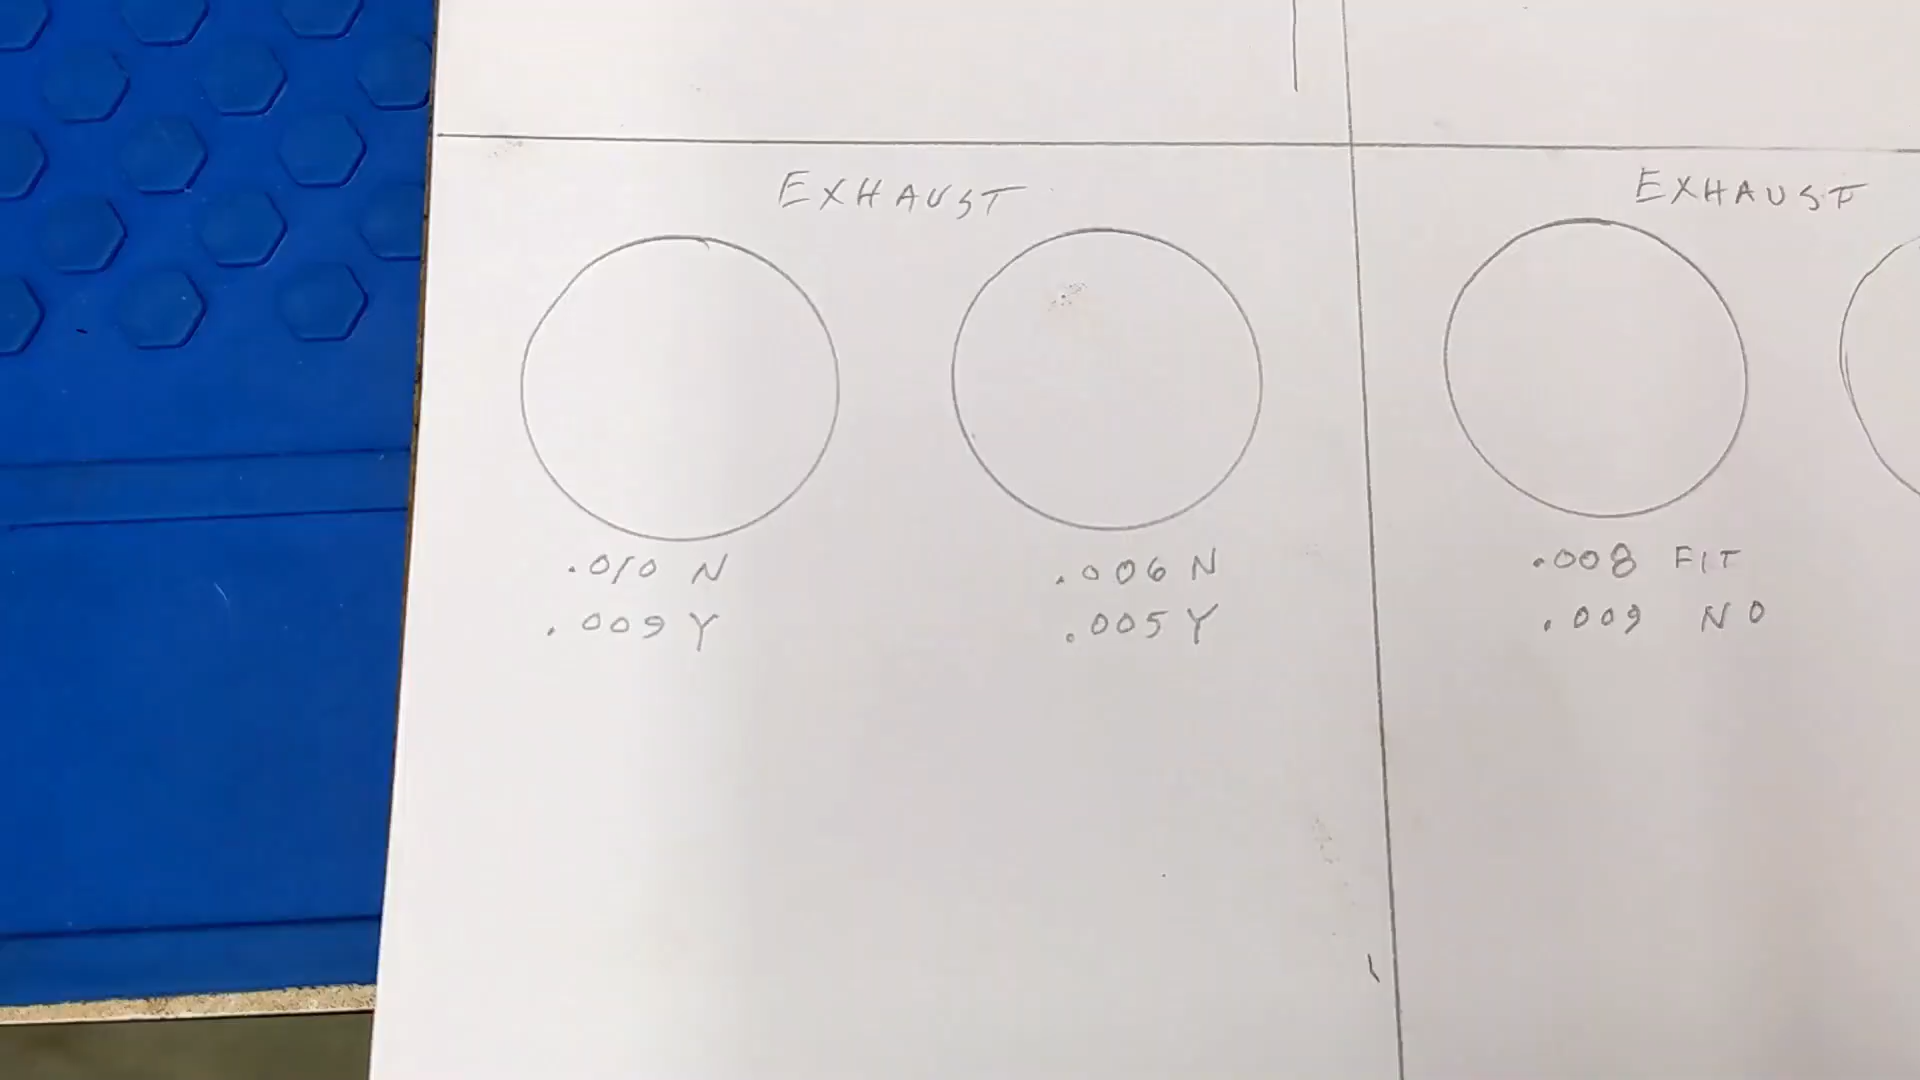 EXHAUST
.010 N
.009 Y
.006 N
.005 Y
EXHAUST
.008 FIT
.009 NO